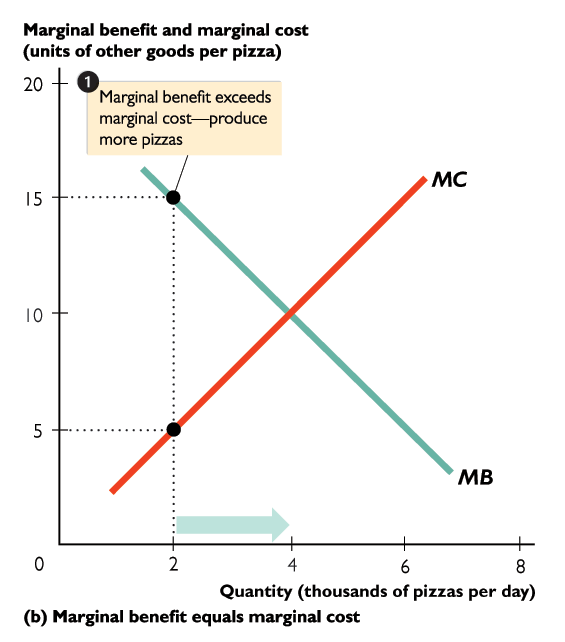 Marginal benefit and marginal cost
(units of other goods per pizza)
20
1
Marginal benefit exceeds
marginal cost—produce
more pizzas
15
MC
10
5
MB
0
2
4
6
8
Quantity (thousands of pizzas per day)
(b) Marginal benefit equals marginal cost